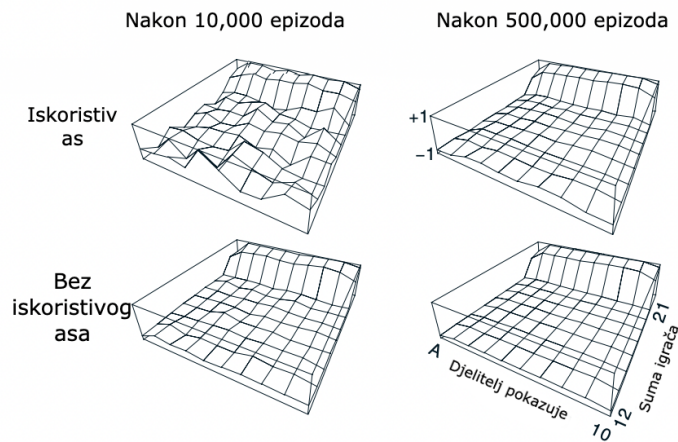 Nakon 10,000 epizoda
Nakon 500,000 epizoda
Iskoristiv
as
+1
−1
Bez
iskoristivog
asa
A
Djelitelj pokazuje
10
12
Suma igrača
21